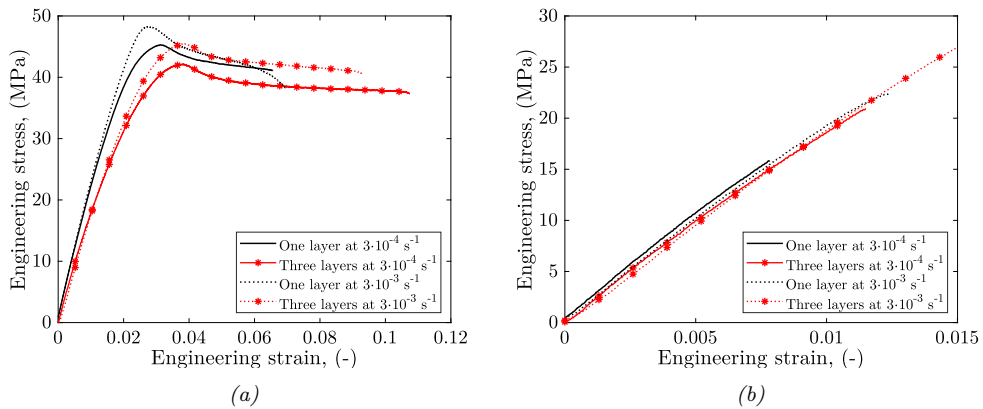 50
40
30
20
10
0
Engineering stress, (MPa)
One layer at 3·10⁻⁴ s⁻¹
Three layers at 3·10⁻⁴ s⁻¹
One layer at 3·10⁻³ s⁻¹
Three layers at 3·10⁻³ s⁻¹
0 0.02 0.04 0.06 0.08 0.1 0.12
Engineering strain, (-)
(a)
30
25
20
15
10
5
0
Engineering stress, (MPa)
One layer at 3·10⁻⁴ s⁻¹
Three layers at 3·10⁻⁴ s⁻¹
One layer at 3·10⁻³ s⁻¹
Three layers at 3·10⁻³ s⁻¹
0 0.005 0.01 0.015
Engineering strain, (-)
(b)